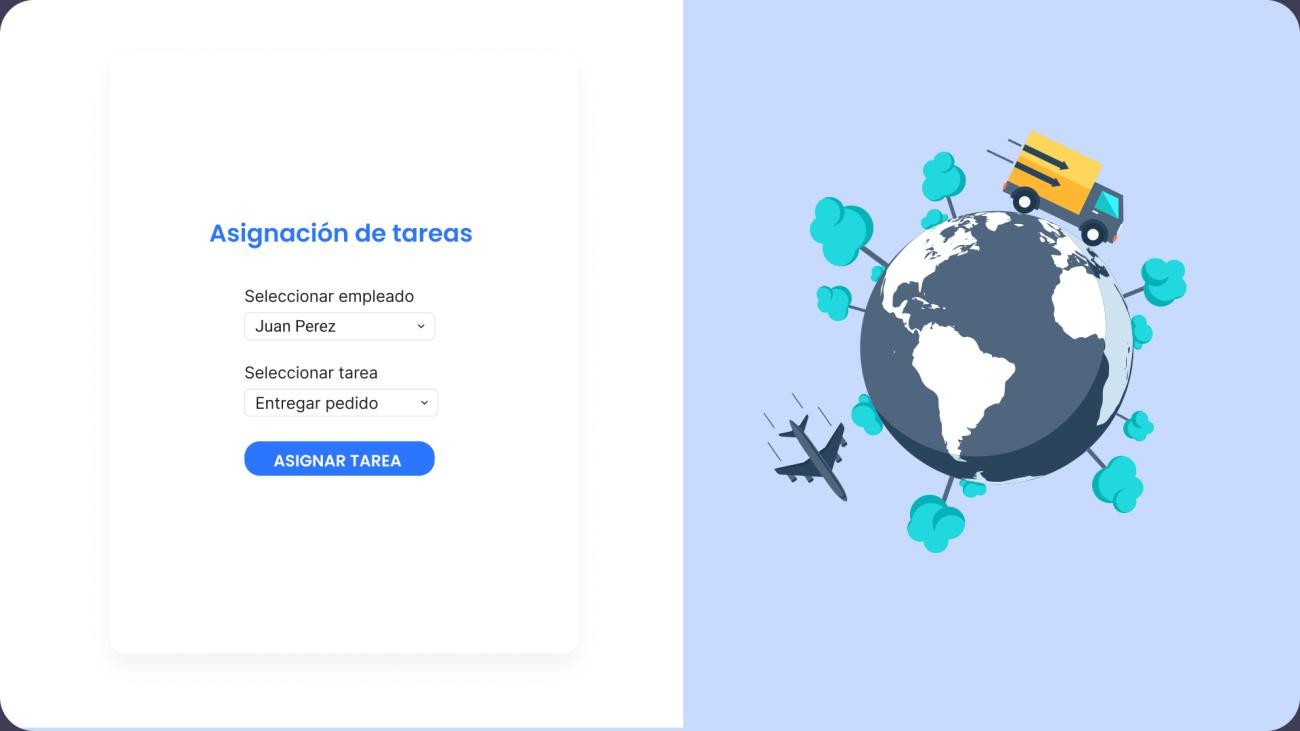 Asignación de tareas
Seleccionar empleado
Juan Perez
Seleccionar tarea
Entregar pedido
ASIGNAR TAREA